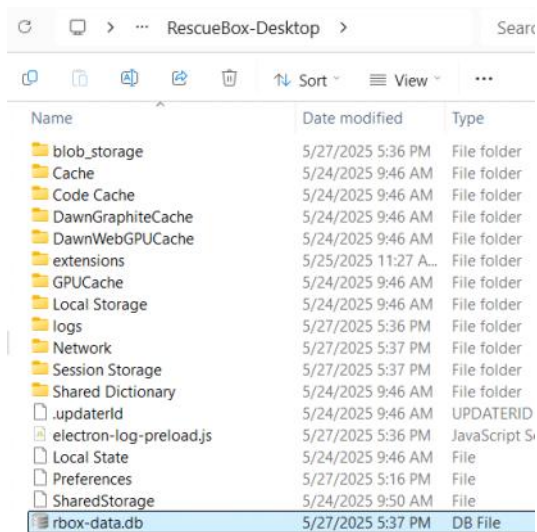 ··· RescueBox-Desktop > Sear
Sort View ···
Name Date modified Type
blob_storage 5/27/2025 5:36 PM File folder
Cache 5/24/2025 9:46 AM File folder
Code Cache 5/24/2025 9:46 AM File folder
DawnGraphiteCache 5/24/2025 9:46 AM File folder
DawnWebGPUCache 5/24/2025 9:46 AM File folder
extensions 5/25/2025 11:27 A... File folder
GPUCache 5/24/2025 9:46 AM File folder
Local Storage 5/24/2025 9:46 AM File folder
logs 5/27/2025 5:36 PM File folder
Network 5/27/2025 5:37 PM File folder
Session Storage 5/27/2025 5:37 PM File folder
Shared Dictionary 5/24/2025 9:46 AM File folder
.updaterId 5/24/2025 9:46 AM UPDATERID
electron-log-preload.js 5/27/2025 5:36 PM JavaScript S
Local State 5/24/2025 9:46 AM File
Preferences 5/27/2025 5:16 PM File
SharedStorage 5/24/2025 9:50 AM File
rbox-data.db 5/27/2025 5:37 PM DB File